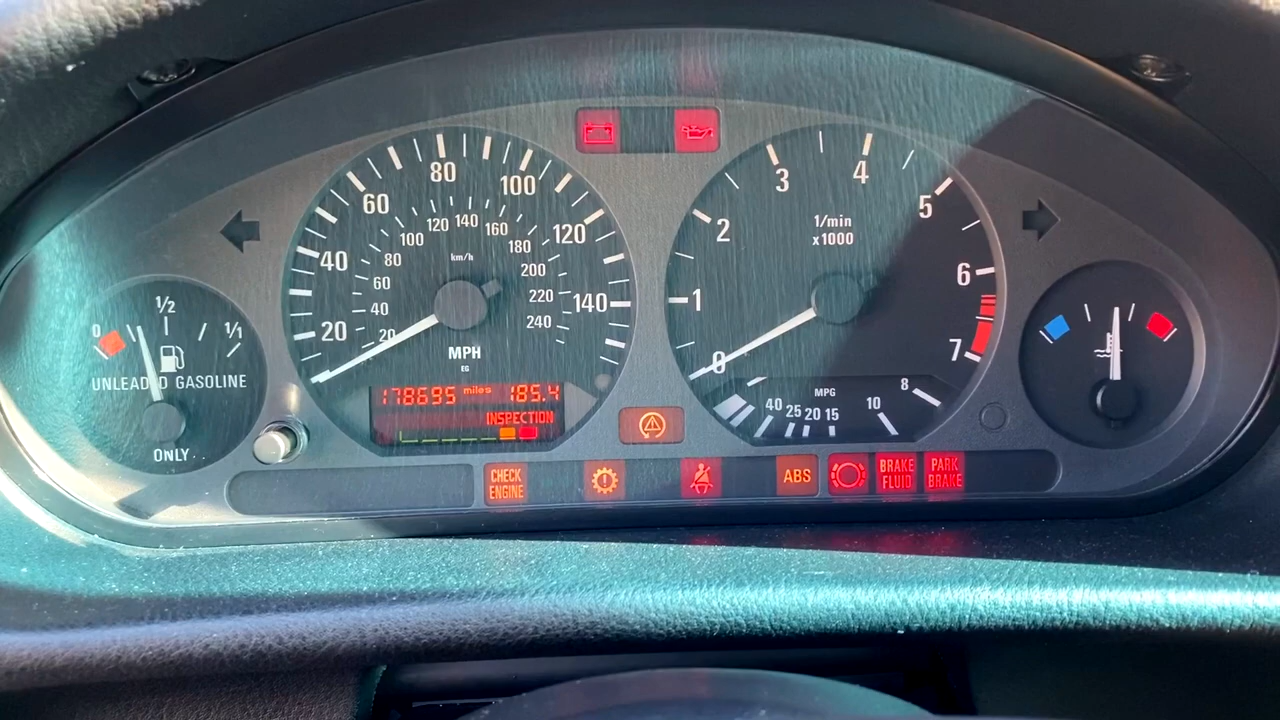 0 1/2 1/1
UNLEADED GASOLINE
ONLY
20 40 60 80 100 120 140
20 40 60 80 100 120 140 160 180 200 220 240
km/h
MPH
EG
178695 miles 185.4
INSPECTION
0 1 2 3 4 5 6 7
1/min
x1000
MPG
40 25 20 15 10 8
CHECK
ENGINE
ABS
BRAKE
FLUID
PARK
BRAKE